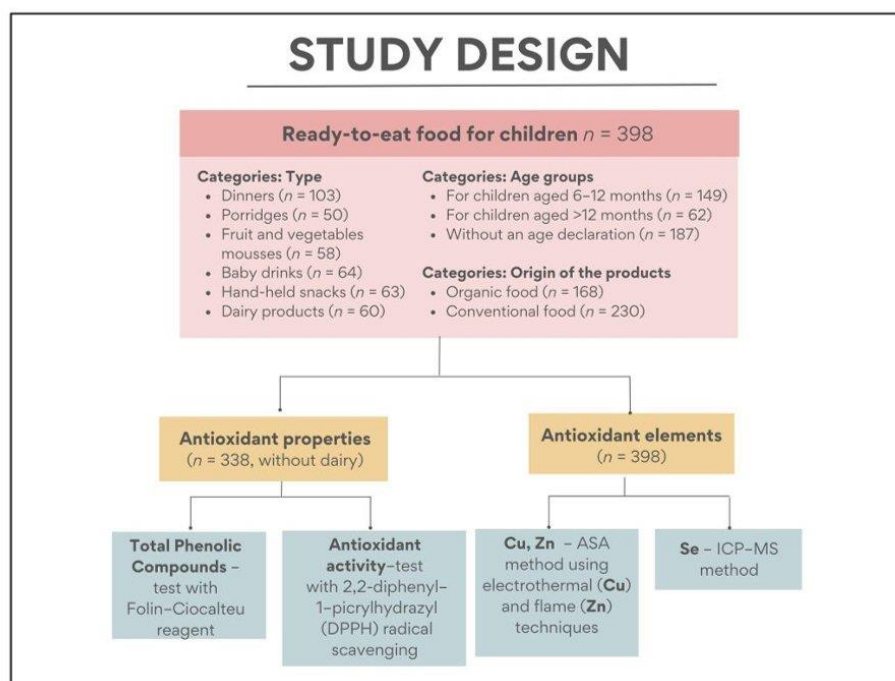 STUDY DESIGN
Ready-to-eat food for children n = 398
Categories: Type
• Dinners (n = 103)
• Porridges (n = 50)
• Fruit and vegetables
mousses (n = 58)
• Baby drinks (n = 64)
• Hand-held snacks (n = 63)
• Dairy products (n = 60)
Categories: Age groups
• For children aged 6–12 months (n = 149)
• For children aged >12 months (n = 62)
• Without an age declaration (n = 187)
Categories: Origin of the products
• Organic food (n = 168)
• Conventional food (n = 230)
Antioxidant properties
(n = 338, without dairy)
Antioxidant elements
(n = 398)
Total Phenolic
Compounds –
test with
Folin–Ciocalteu
reagent
Antioxidant
activity–test
with 2,2-diphenyl–
1–picrylhydrazyl
(DPPH) radical
scavenging
Cu, Zn – ASA
method using
electrothermal (Cu)
and flame (Zn)
techniques
Se – ICP–MS
method